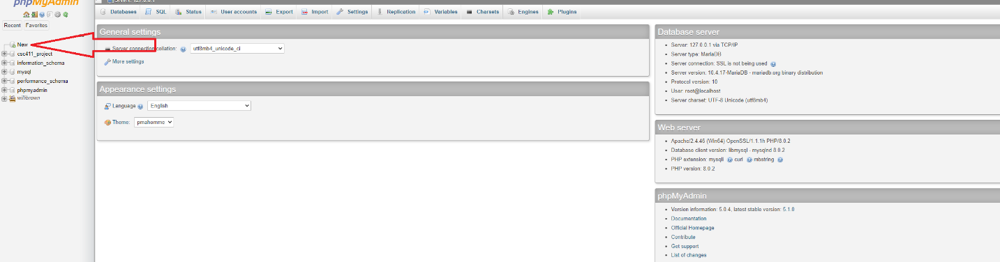 phpMyAdmin
Recent Favorites
New
csc411_project
information_schema
mysql
performance_schema
phpmyadmin
willibrown
Server: 127.0.0.1
Databases SQL Status User accounts Export Import Settings Replication Variables Charsets Engines Plugins
General settings
Server connection collation: utf8mb4_unicode_ci
More settings
Appearance settings
Language English
Theme: pmahomme
Database server
Server: 127.0.0.1 via TCP/IP
Server type: MariaDB
Server connection: SSL is not being used
Server version: 10.4.17-MariaDB - mariadb.org binary distribution
Protocol version: 10
User: root@localhost
Server charset: UTF-8 Unicode (utf8mb4)
Web server
Apache/2.4.46 (Win64) OpenSSL/1.1.1h PHP/8.0.2
Database client version: libmysql - mysqlnd 8.0.2
PHP extension: mysqli curl mbstring
PHP version: 8.0.2
phpMyAdmin
Version information: 5.0.4, latest stable version: 5.1.0
Documentation
Official Homepage
Contribute
Get support
List of changes